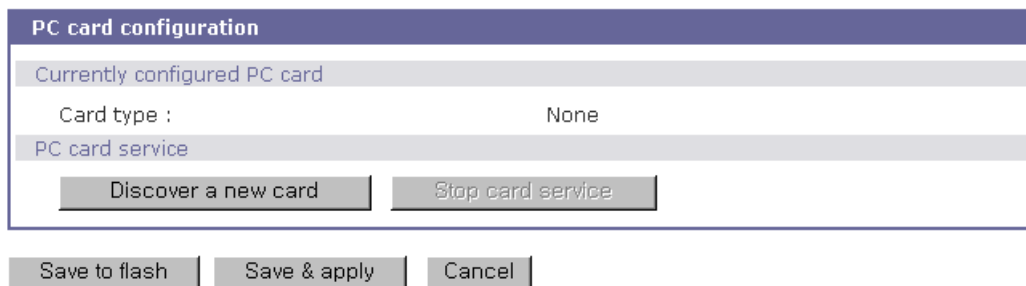 PC card configuration
Currently configured PC card
Card type : None
PC card service
Discover a new card Stop card service
Save to flash Save & apply Cancel